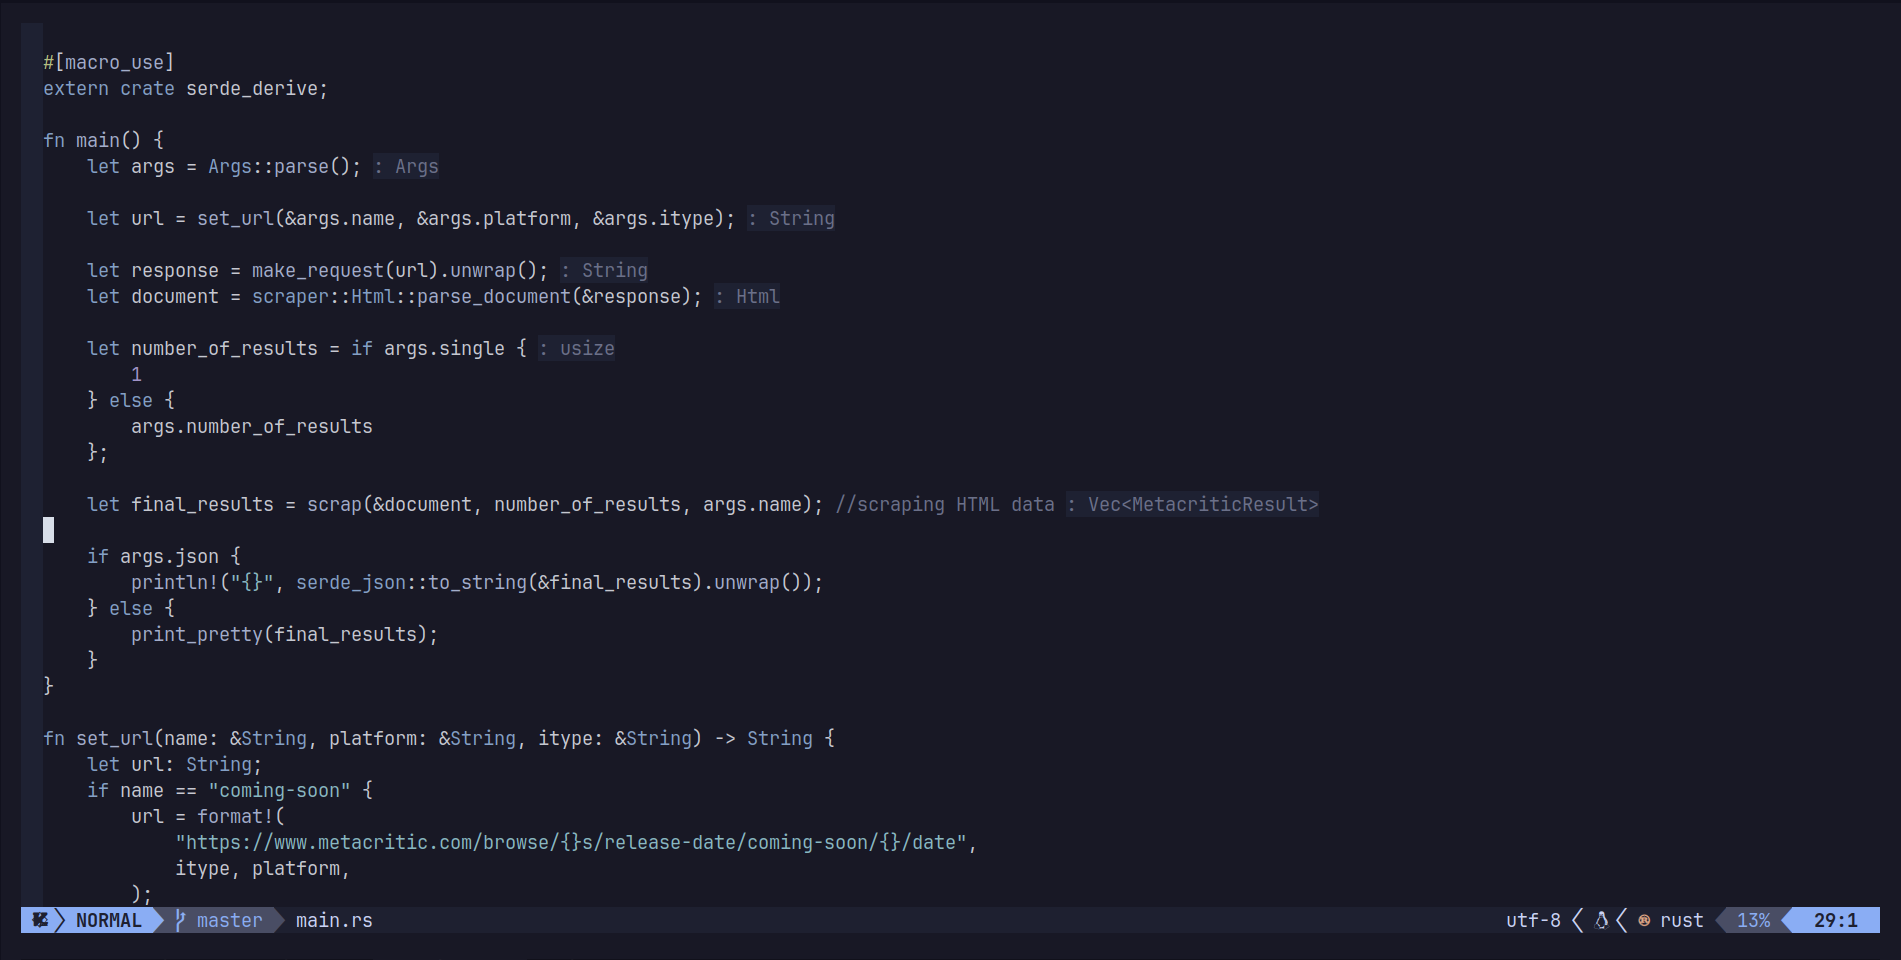 #[macro_use]
extern crate serde_derive;

fn main() {
    let args = Args::parse(); : Args

    let url = set_url(&args.name, &args.platform, &args.itype); : String

    let response = make_request(url).unwrap(); : String
    let document = scraper::Html::parse_document(&response); : Html

    let number_of_results = if args.single { : usize
        1
    } else {
        args.number_of_results
    };

    let final_results = scrap(&document, number_of_results, args.name); //scraping HTML data : Vec<MetacriticResult>

    if args.json {
        println!("{}", serde_json::to_string(&final_results).unwrap());
    } else {
        print_pretty(final_results);
    }
}

fn set_url(name: &String, platform: &String, itype: &String) -> String {
    let url: String;
    if name == "coming-soon" {
        url = format!(
            "https://www.metacritic.com/browse/{}s/release-date/coming-soon/{}/date",
            itype, platform,
        );
NORMAL master main.rs utf-8 rust 13% 29:1